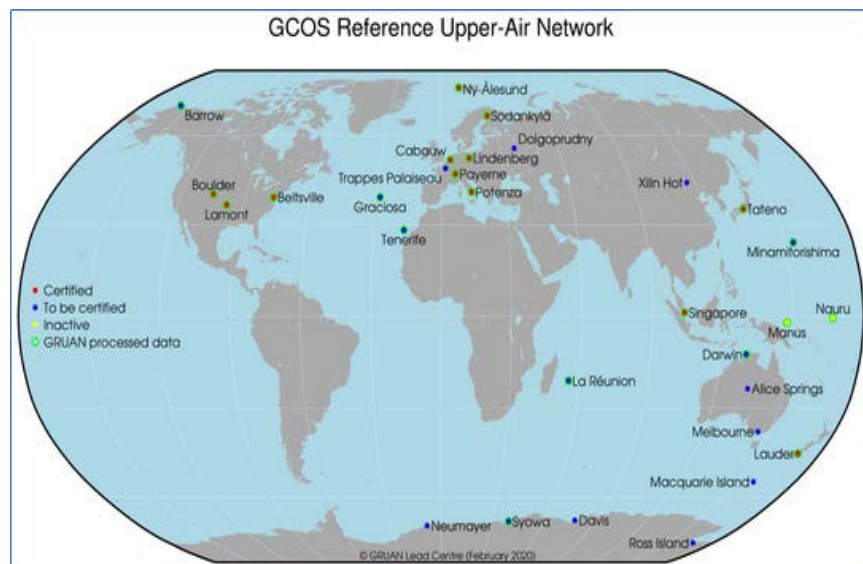 GCOS Reference Upper-Air Network
Ny-Ålesund
Barrow
Sodankylä
Dolgoprudny
Cabauw
Lindenberg
Trappes Palaiseau
Payerne
Xilin Hot
Boulder
Beltsville
Potenza
Lamont
Graciosa
Tateno
Tenerife
Minamitorishima
Certified
To be certified
Inactive
GRUAN processed data
Singapore
Nauru
Manus
Darwin
La Réunion
Alice Springs
Melbourne
Lauder
Macquarie Island
Neumayer
Syowa
Davis
Ross Island
© GRUAN Lead Centre (February 2020)